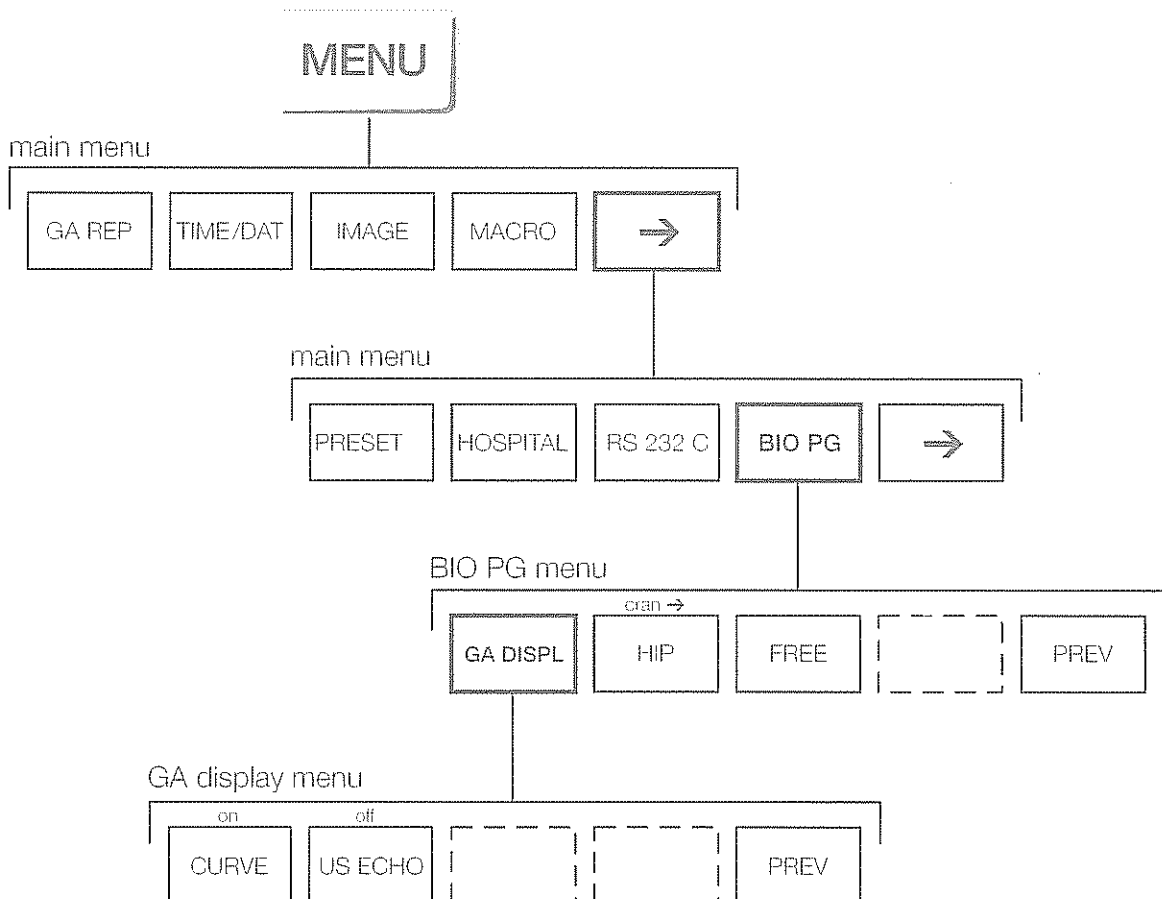 MENU
main menu
GA REP TIME/DAT IMAGE MACRO →
main menu
PRESET HOSPITAL RS 232 C BIO PG →
BIO PG menu
cran →
GA DISPL HIP FREE PREV
GA display menu
on off
CURVE US ECHO PREV